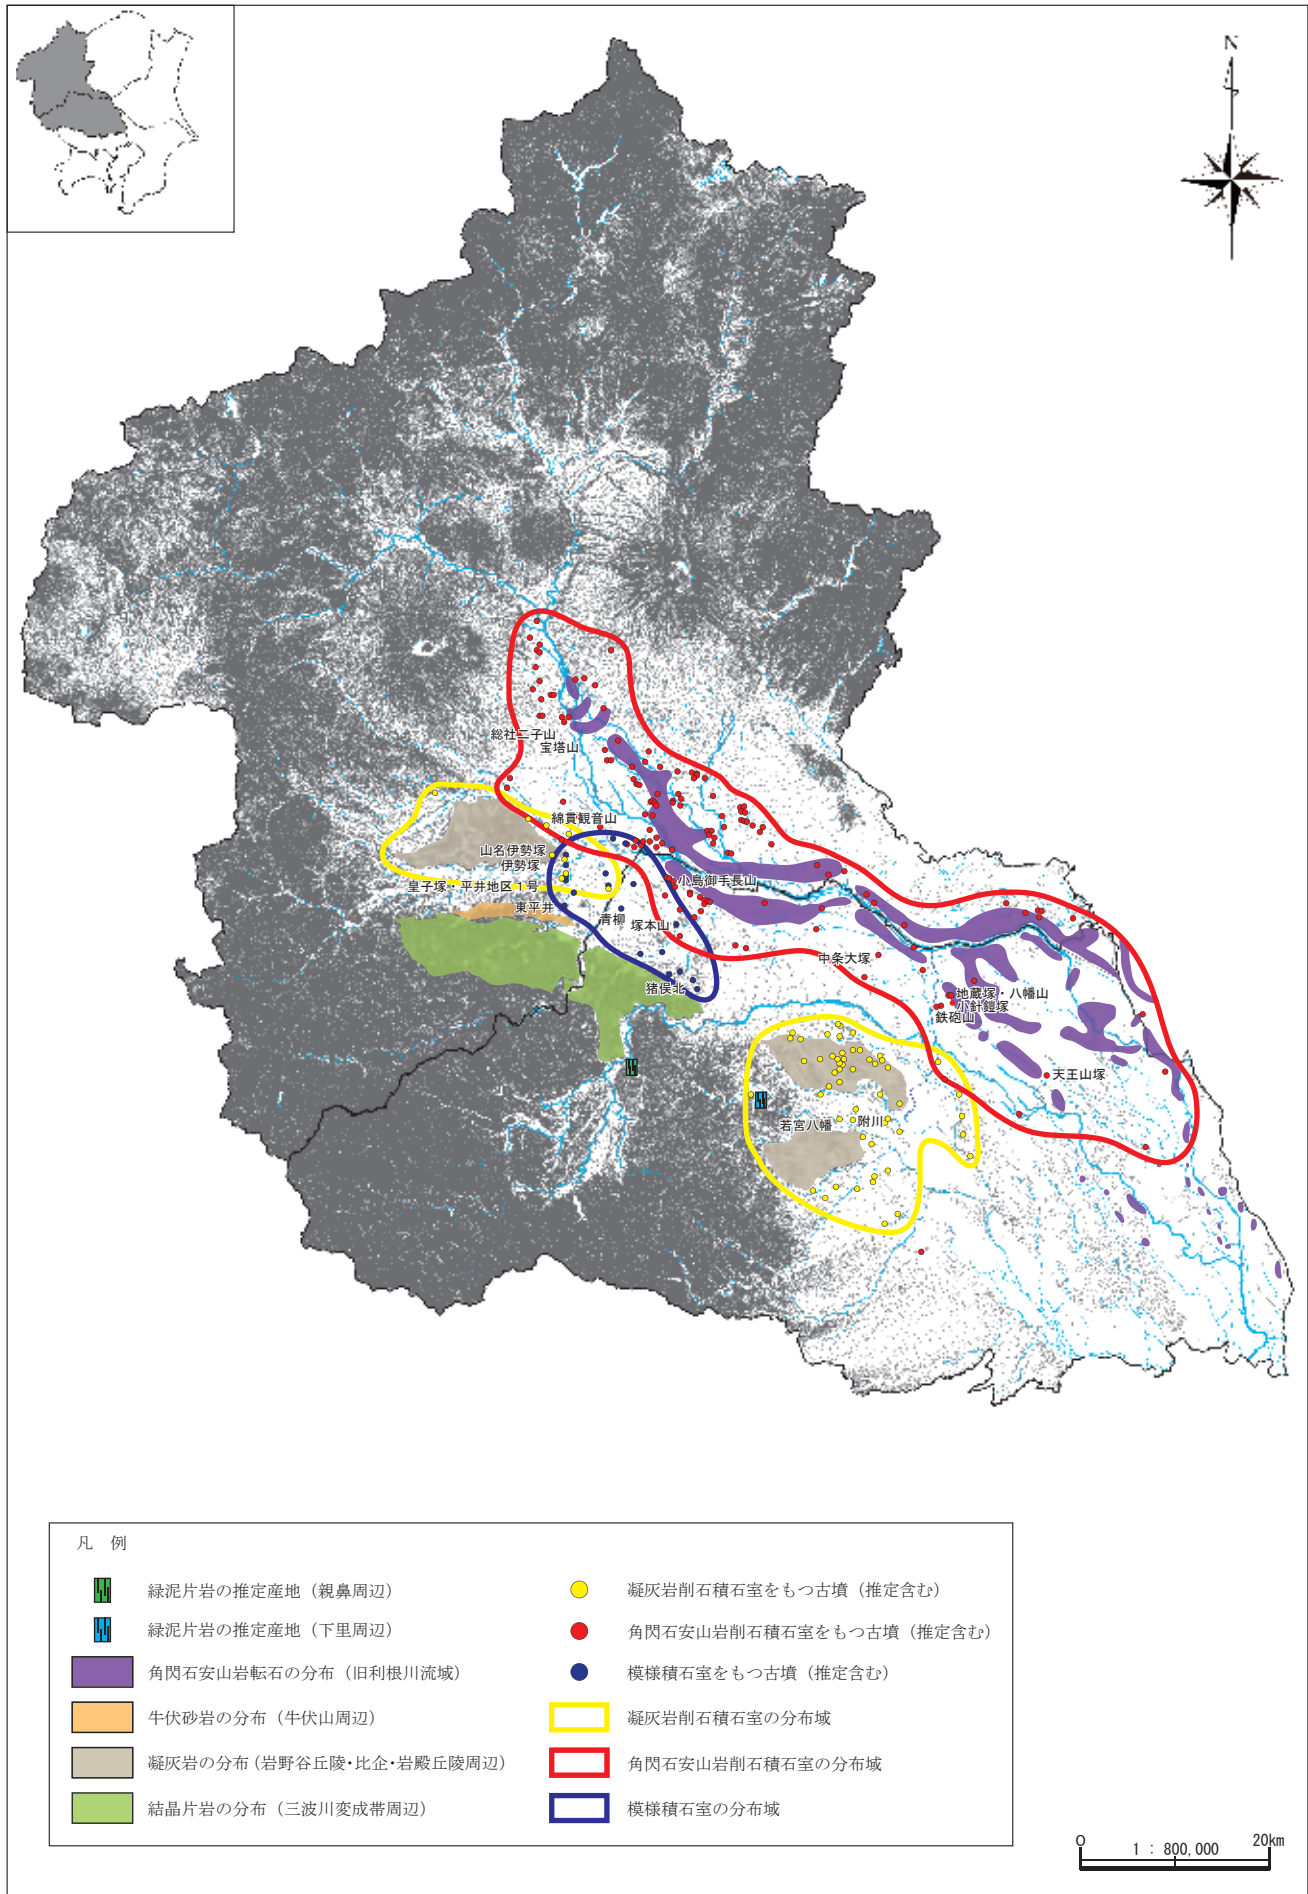 N
総社二子山
宝塔山
綿貫観音山
山名伊勢塚
伊勢塚
小島御手長山
皇子塚・平井地区1号
東平井
青柳
塚本山
中条大塚
猪俣北
地蔵塚・八幡山
小針鎧塚
鉄砲山
天王山塚
若宮八幡
附川
凡 例
緑泥片岩の推定産地（親鼻周辺）
緑泥片岩の推定産地（下里周辺）
角閃石安山岩転石の分布（旧利根川流域）
牛伏砂岩の分布（牛伏山周辺）
凝灰岩の分布（岩野谷丘陵・比企・岩殿丘陵周辺）
結晶片岩の分布（三波川変成帯周辺）
凝灰岩削石積石室をもつ古墳（推定含む）
角閃石安山岩削石積石室をもつ古墳（推定含む）
模様積石室をもつ古墳（推定含む）
凝灰岩削石積石室の分布域
角閃石安山岩削石積石室の分布域
模様積石室の分布域
0 1 : 800,000 20km